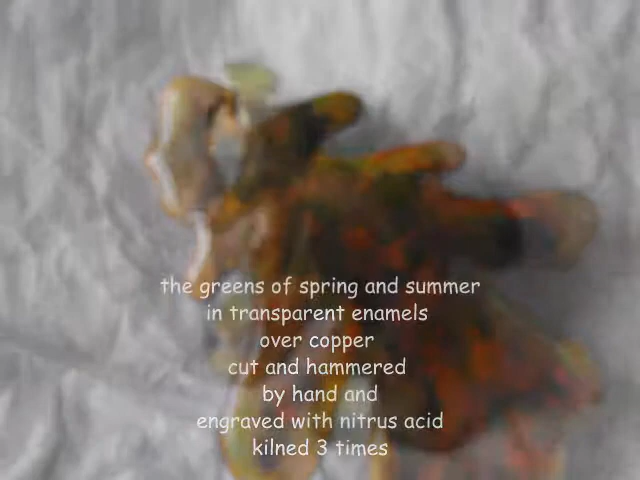 the greens of spring and summer
in transparent enamels
over copper
cut and hammered
by hand and
engraved with nitrus acid
kilned 3 times